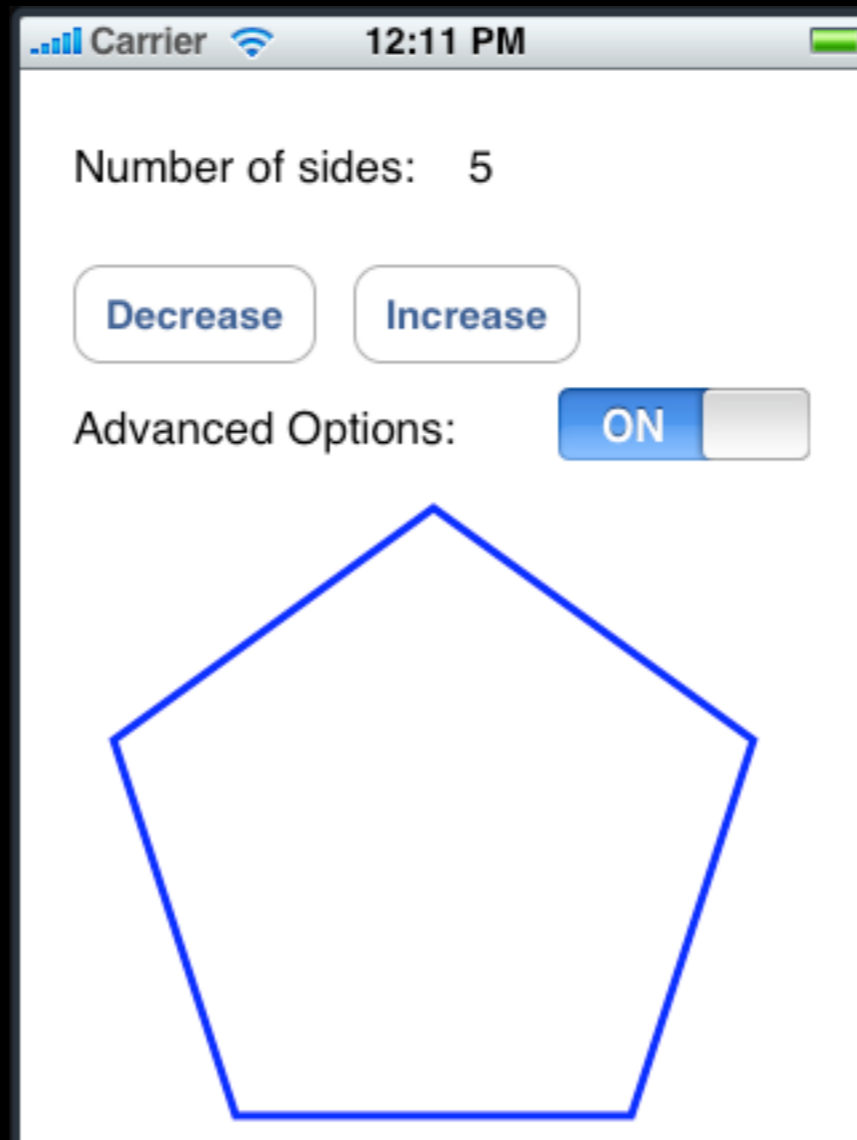 Carrier 12:11 PM
Number of sides: 5
Decrease Increase
Advanced Options: ON